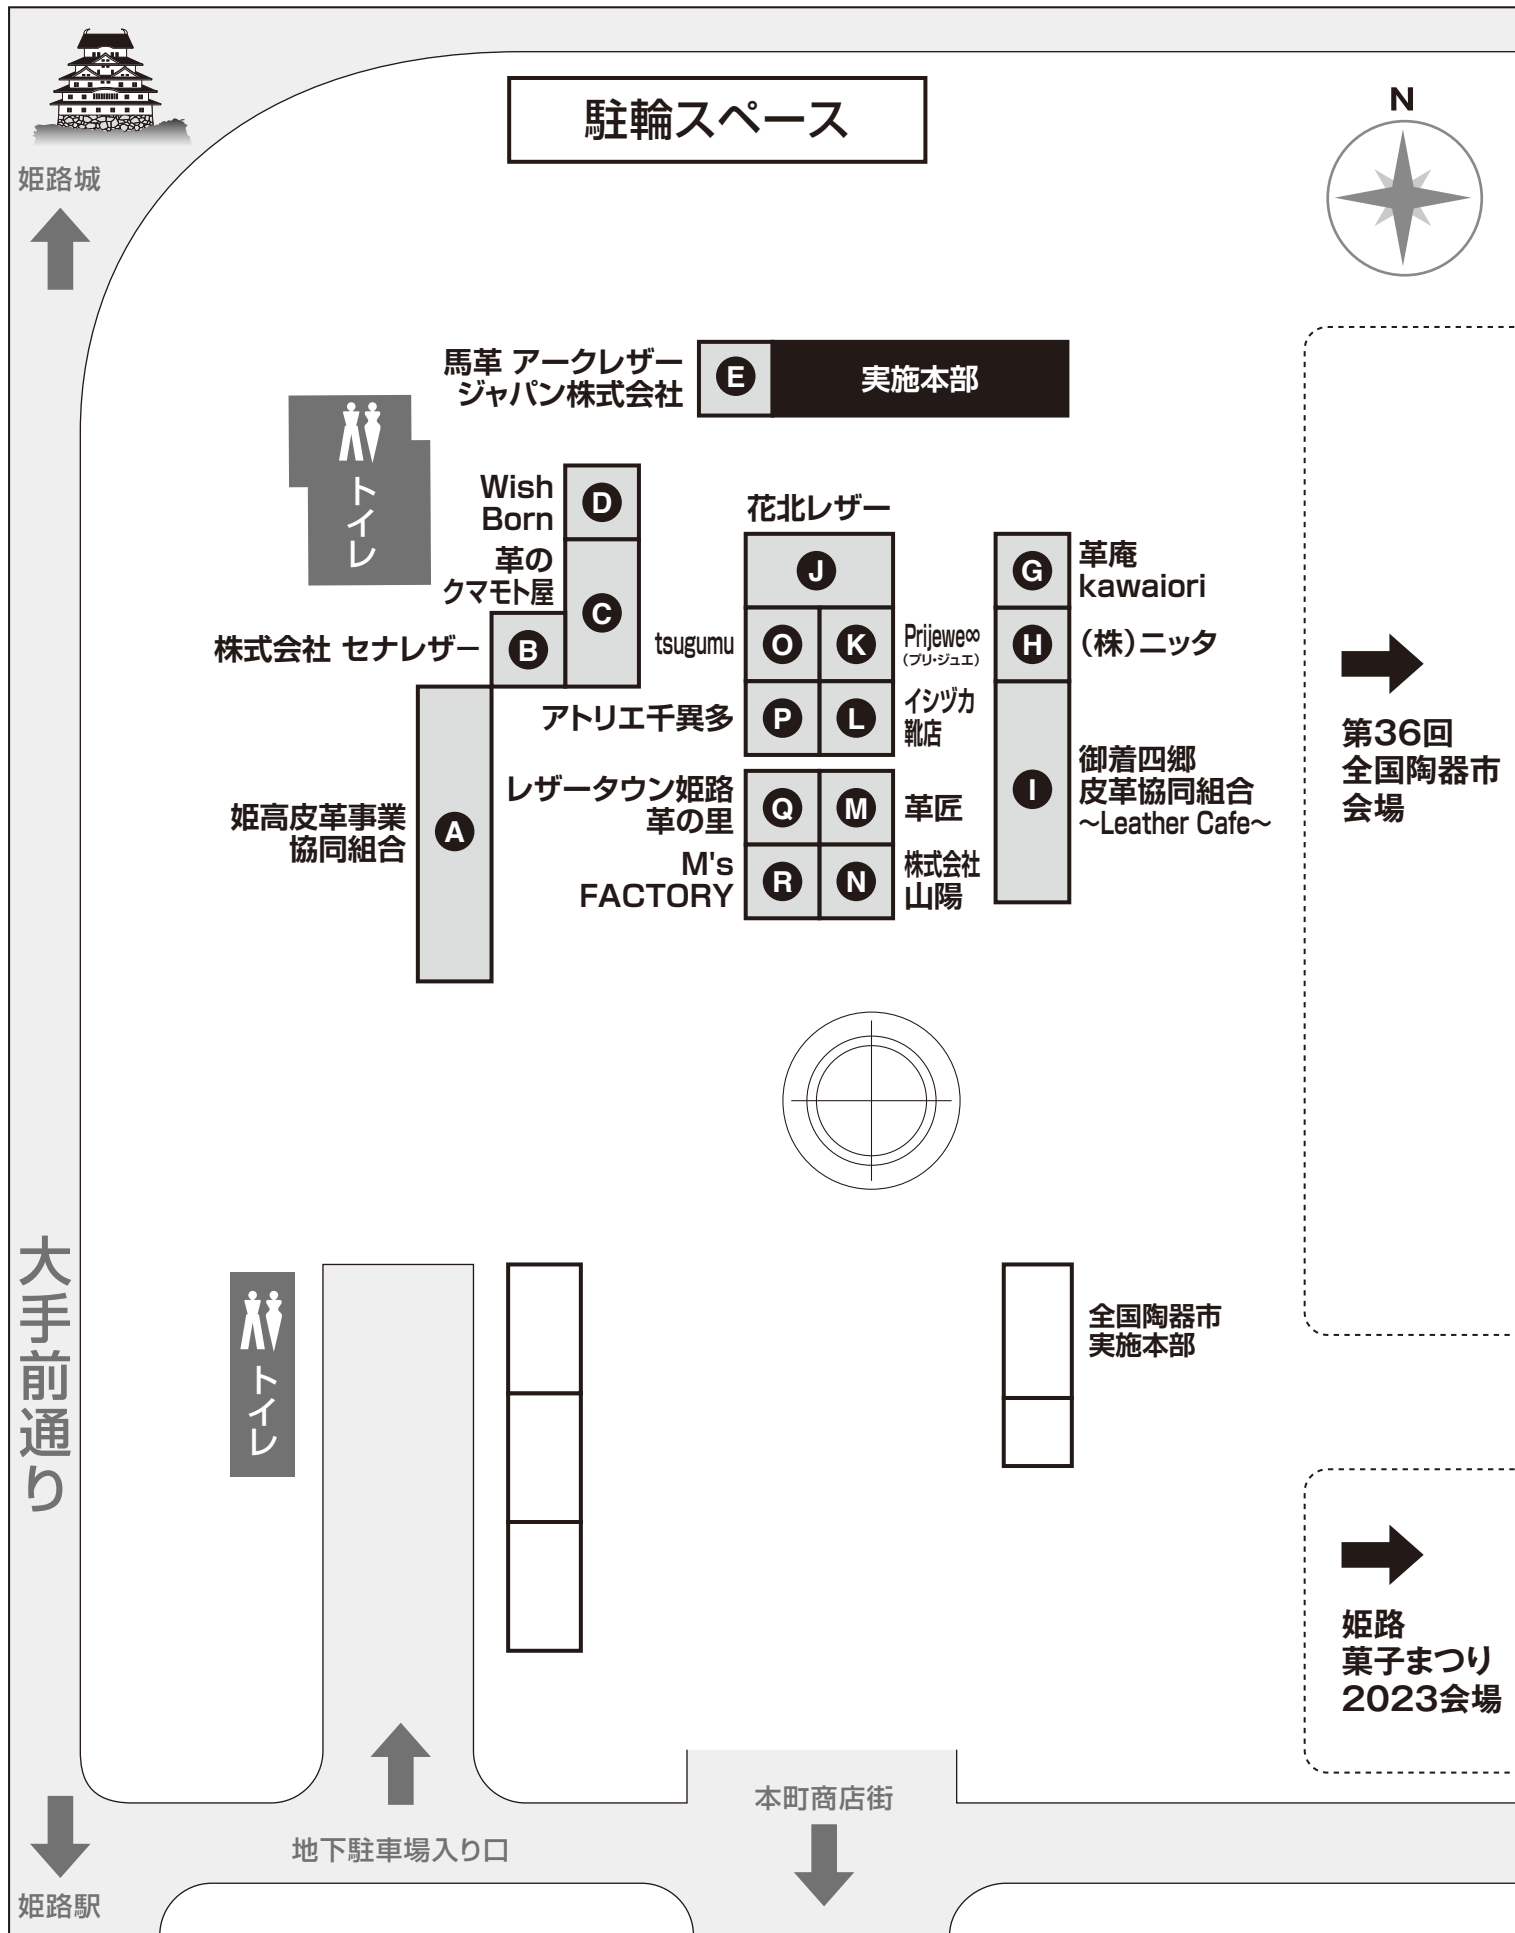 駐輪スペース
N
姫路城
馬革 アークレザー
ジャパン株式会社
E
実施本部
トイレ
Wish
Born
D
革の
クマモト屋
C
株式会社 セナレザー
B
姫高皮革事業
協同組合
A
花北レザー
J
tsugumu
O
K
Prijewe∞
(プリ・ジュエ)
アトリエ千異多
P
L
イシヅカ
靴店
レザータウン姫路
革の里
Q
M
革匠
M's
FACTORY
R
N
株式会社
山陽
G
革庵
kawaiori
H
(株)ニッタ
I
御着四郷
皮革協同組合
～Leather Cafe～
第36回
全国陶器市
会場
大手前通り
トイレ
全国陶器市
実施本部
姫路
菓子まつり
2023会場
本町商店街
地下駐車場入り口
姫路駅